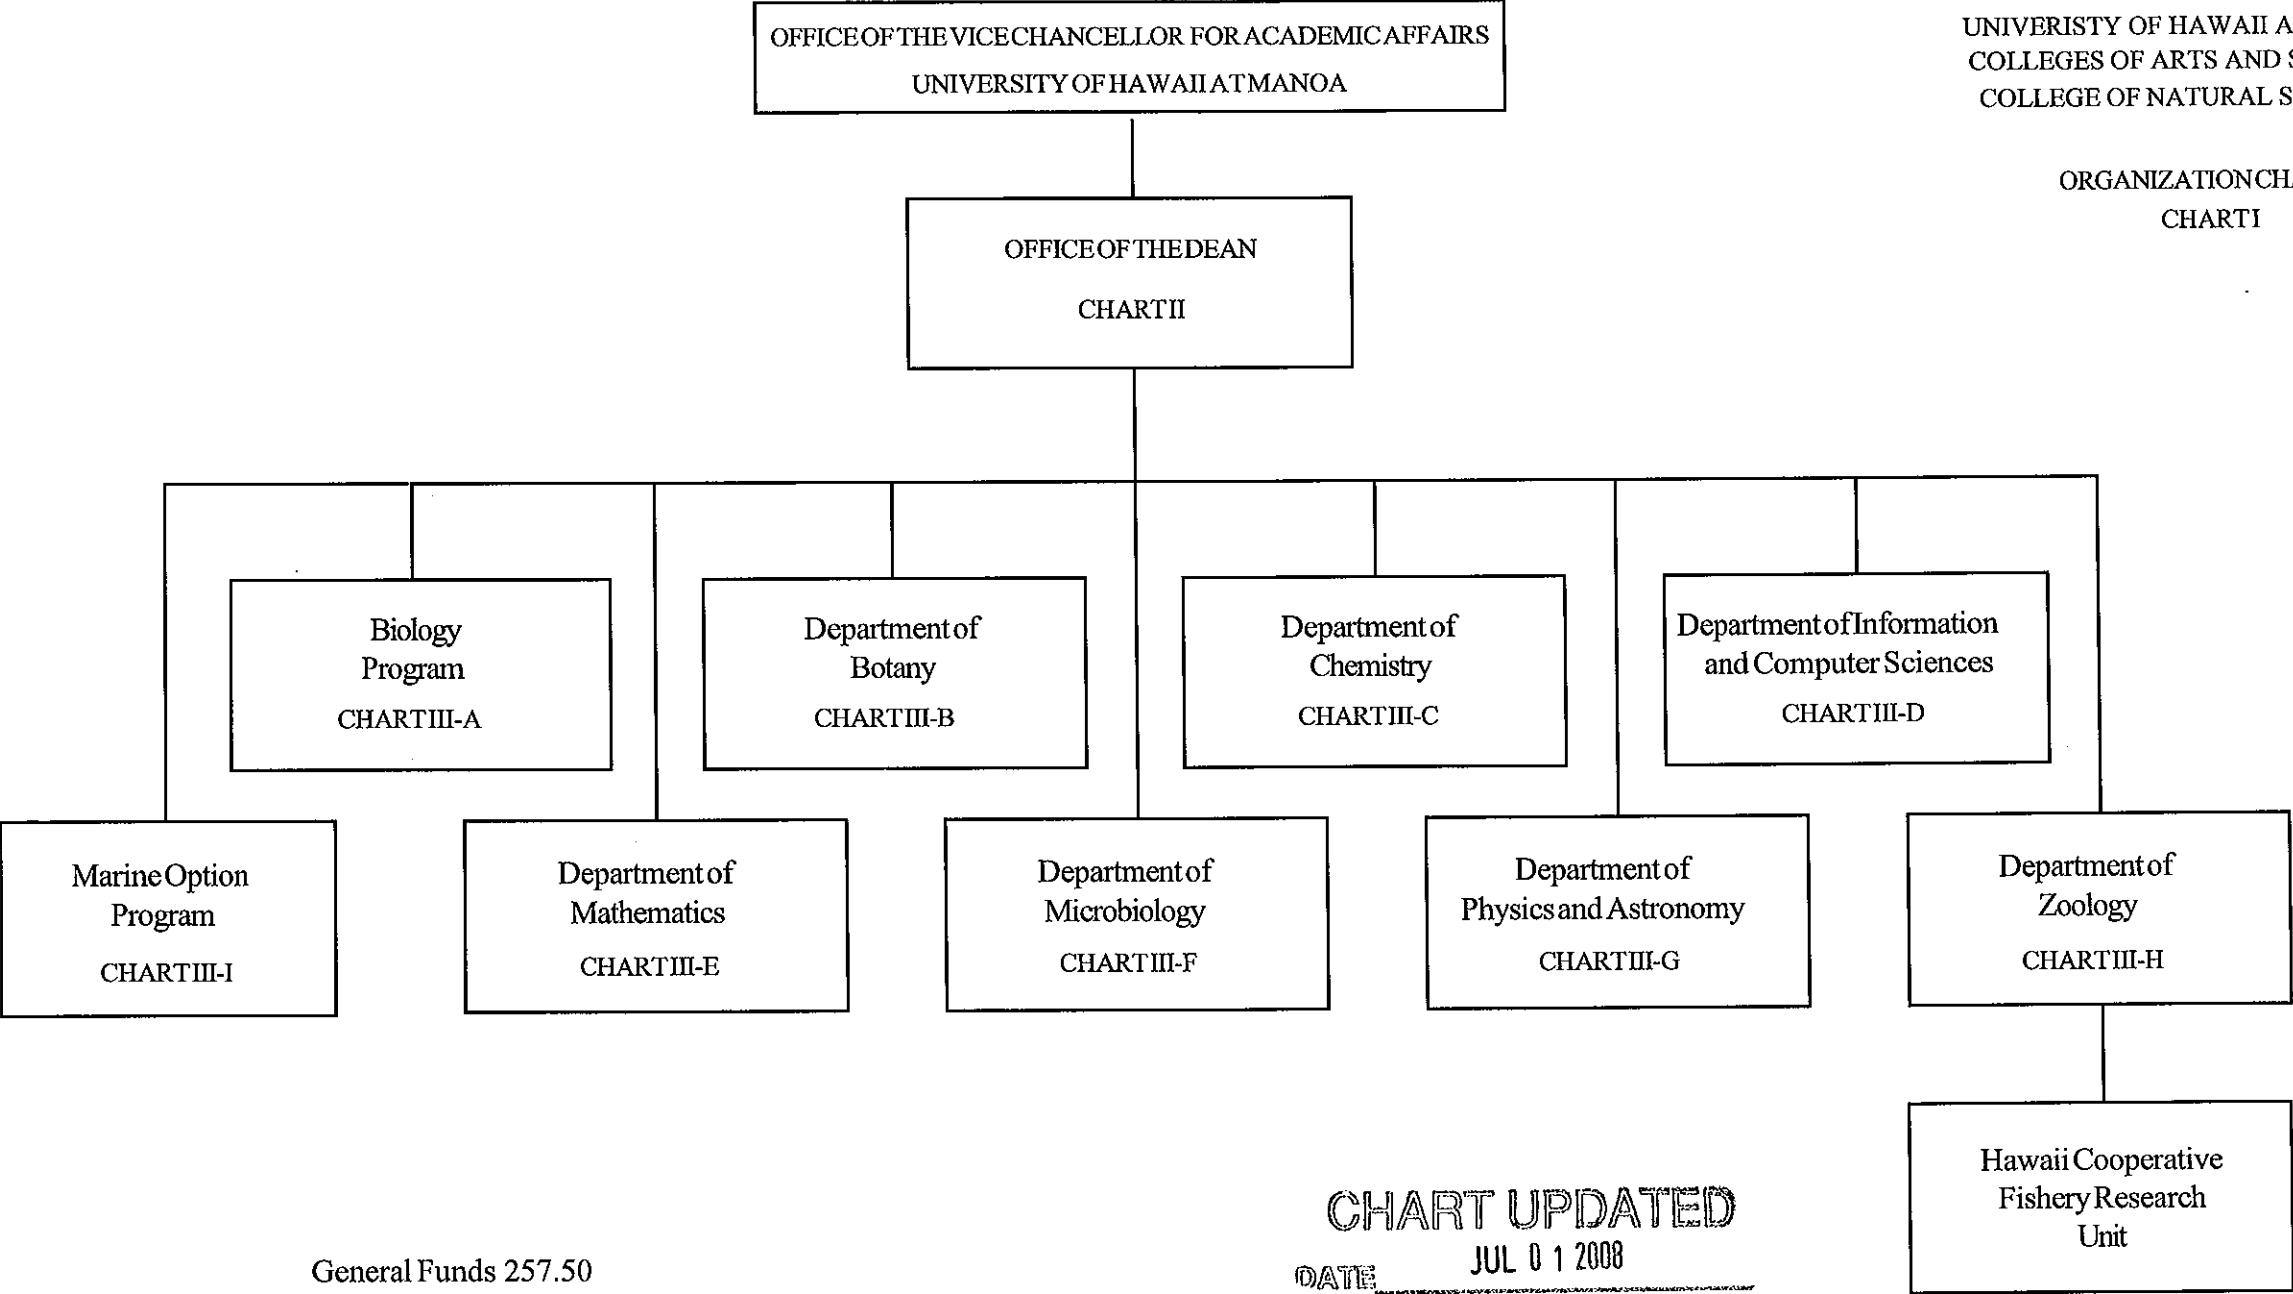 OFFICE OF THE VICE CHANCELLOR FOR ACADEMIC AFFAIRS
UNIVERSITY OF HAWAII AT MANOA
UNIVERISTY OF HAWAII A
COLLEGES OF ARTS AND
COLLEGE OF NATURAL S
ORGANIZATION CH
CHART I
OFFICE OF THE DEAN
CHART II
Biology
Program
CHART III-A
Department of
Botany
CHART III-B
Department of
Chemistry
CHART III-C
Department of Information
and Computer Sciences
CHART III-D
Marine Option
Program
CHART III-I
Department of
Mathematics
CHART III-E
Department of
Microbiology
CHART III-F
Department of
Physics and Astronomy
CHART III-G
Department of
Zoology
CHART III-H
Hawaii Cooperative
Fishery Research
Unit
General Funds 257.50
CHART UPDATED
DATE JUL 01 2008